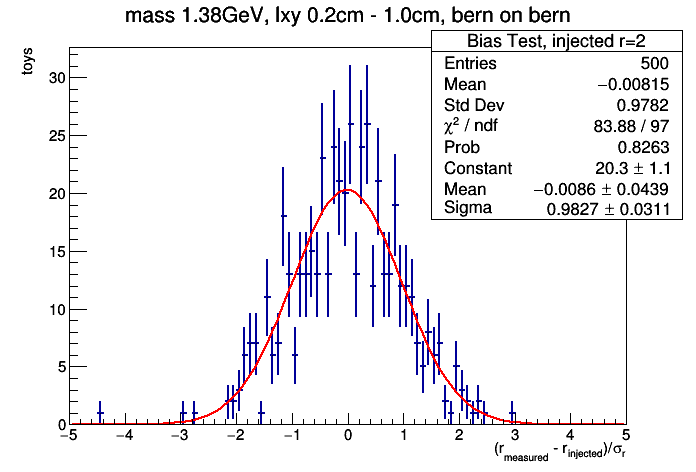 mass 1.38GeV, lxy 0.2cm - 1.0cm, bern on bern
toys
Bias Test, injected r=2
Entries 500
Mean −0.00815
Std Dev 0.9782
χ² / ndf 83.88 / 97
Prob 0.8263
Constant 20.3 ± 1.1
Mean −0.0086 ± 0.0439
Sigma 0.9827 ± 0.0311
30
25
20
15
10
5
0
−5 −4 −3 −2 −1 0 1 2 3 4 5
(r_measured - r_injected)/σ_r